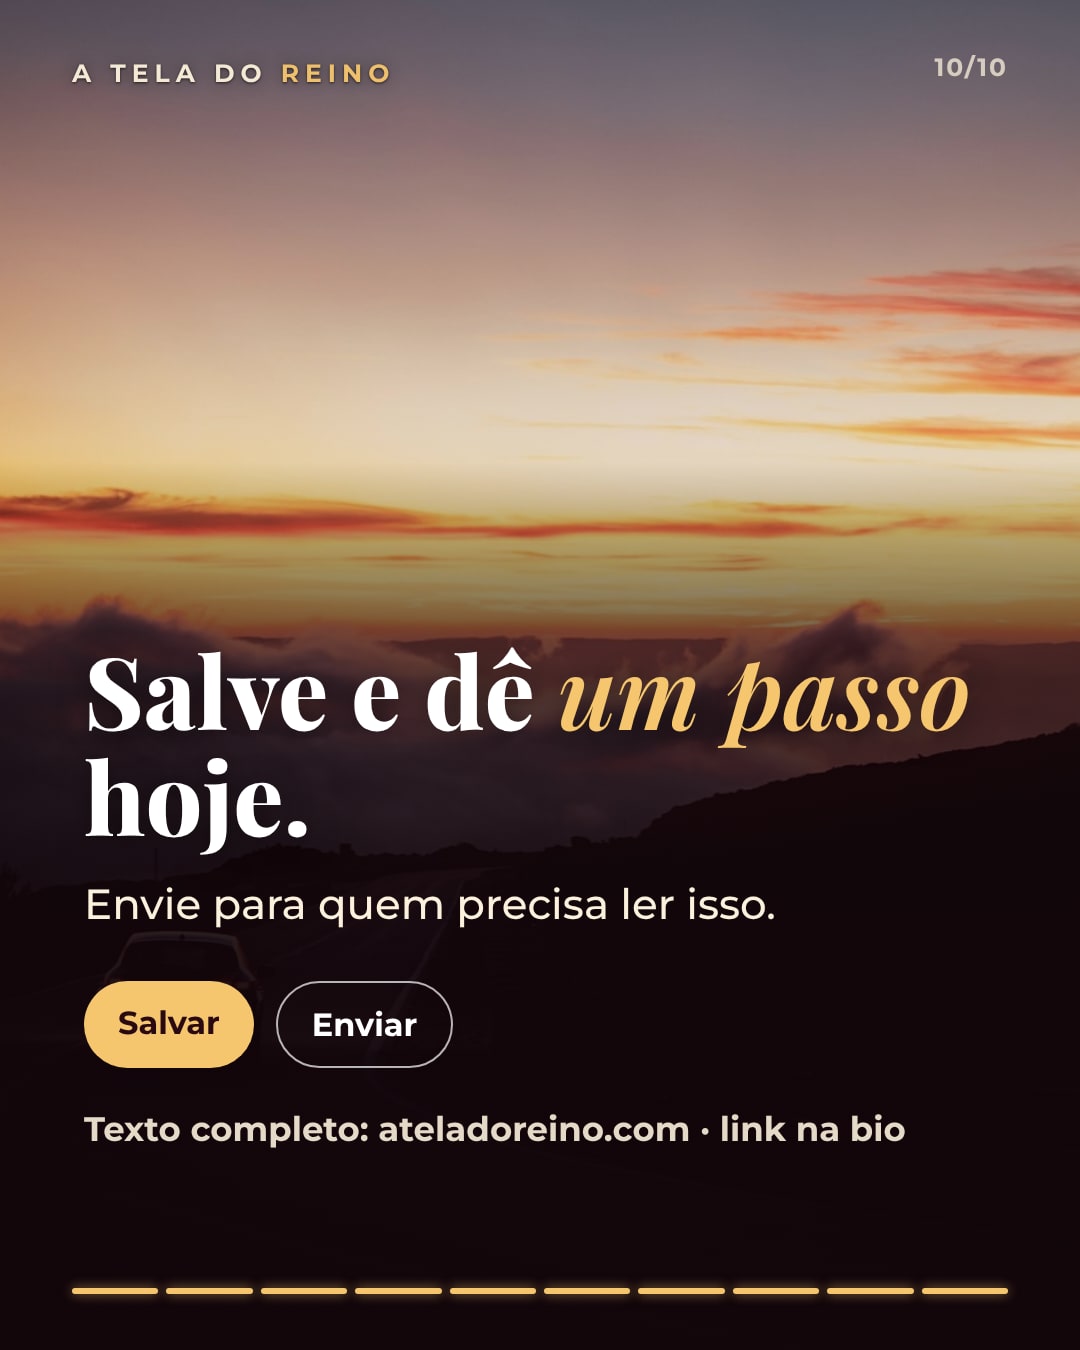 A TELA DO REINO
10/10
Salve e dê um passo
hoje.
Envie para quem precisa ler isso.
Salvar
Enviar
Texto completo: ateladoreino.com · link na bio